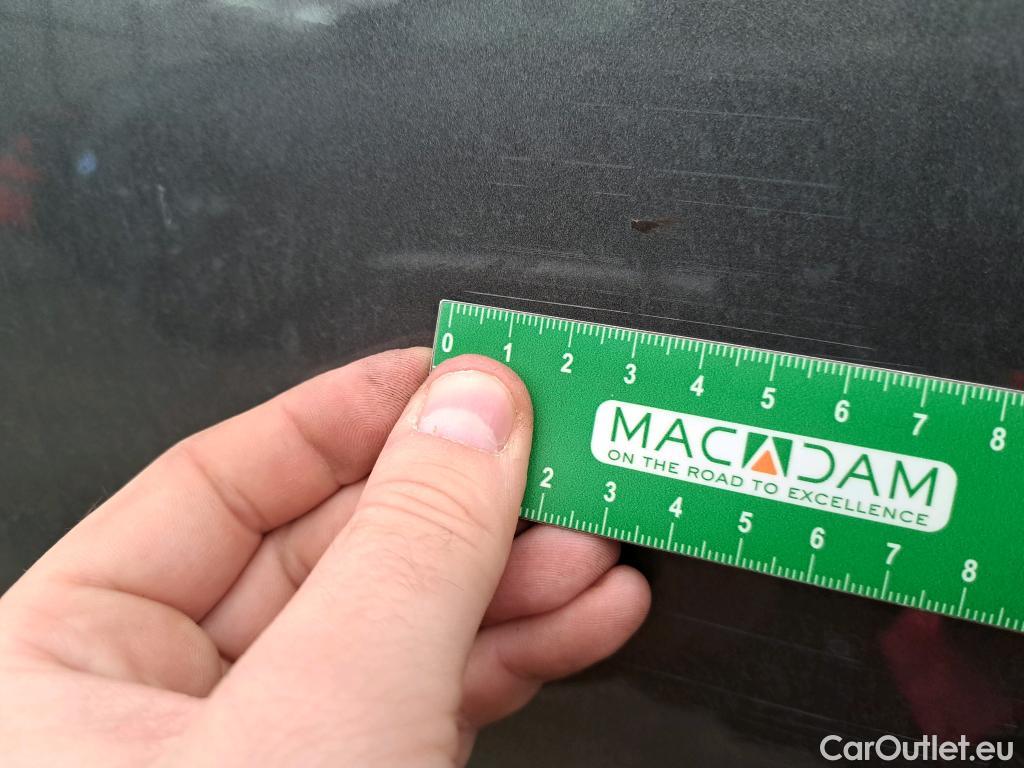 0 1 2 3 4 5 6 7 8
MACADAM
ON THE ROAD TO EXCELLENCE
2 3 4 5 6 7 8
CarOutlet.eu